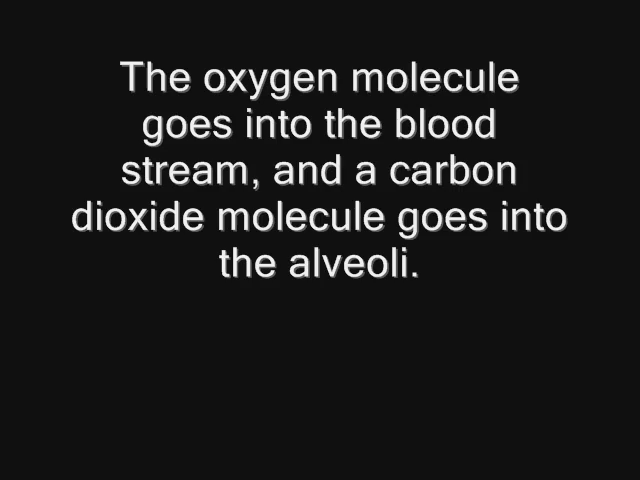 The oxygen molecule
goes into the blood
stream, and a carbon
dioxide molecule goes into
the alveoli.